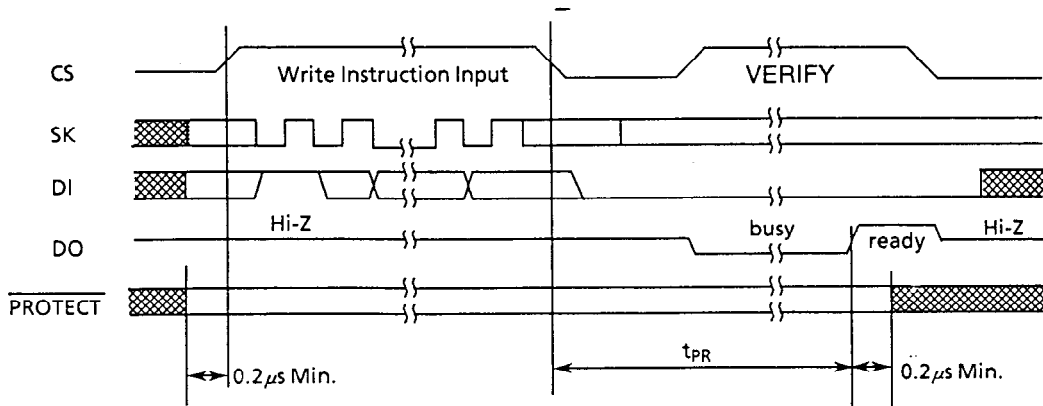 CS
Write Instruction Input
VERIFY
SK
DI
Hi-Z
DO
busy
ready
Hi-Z
PROTECT
0.2μs Min.
tPR
0.2μs Min.